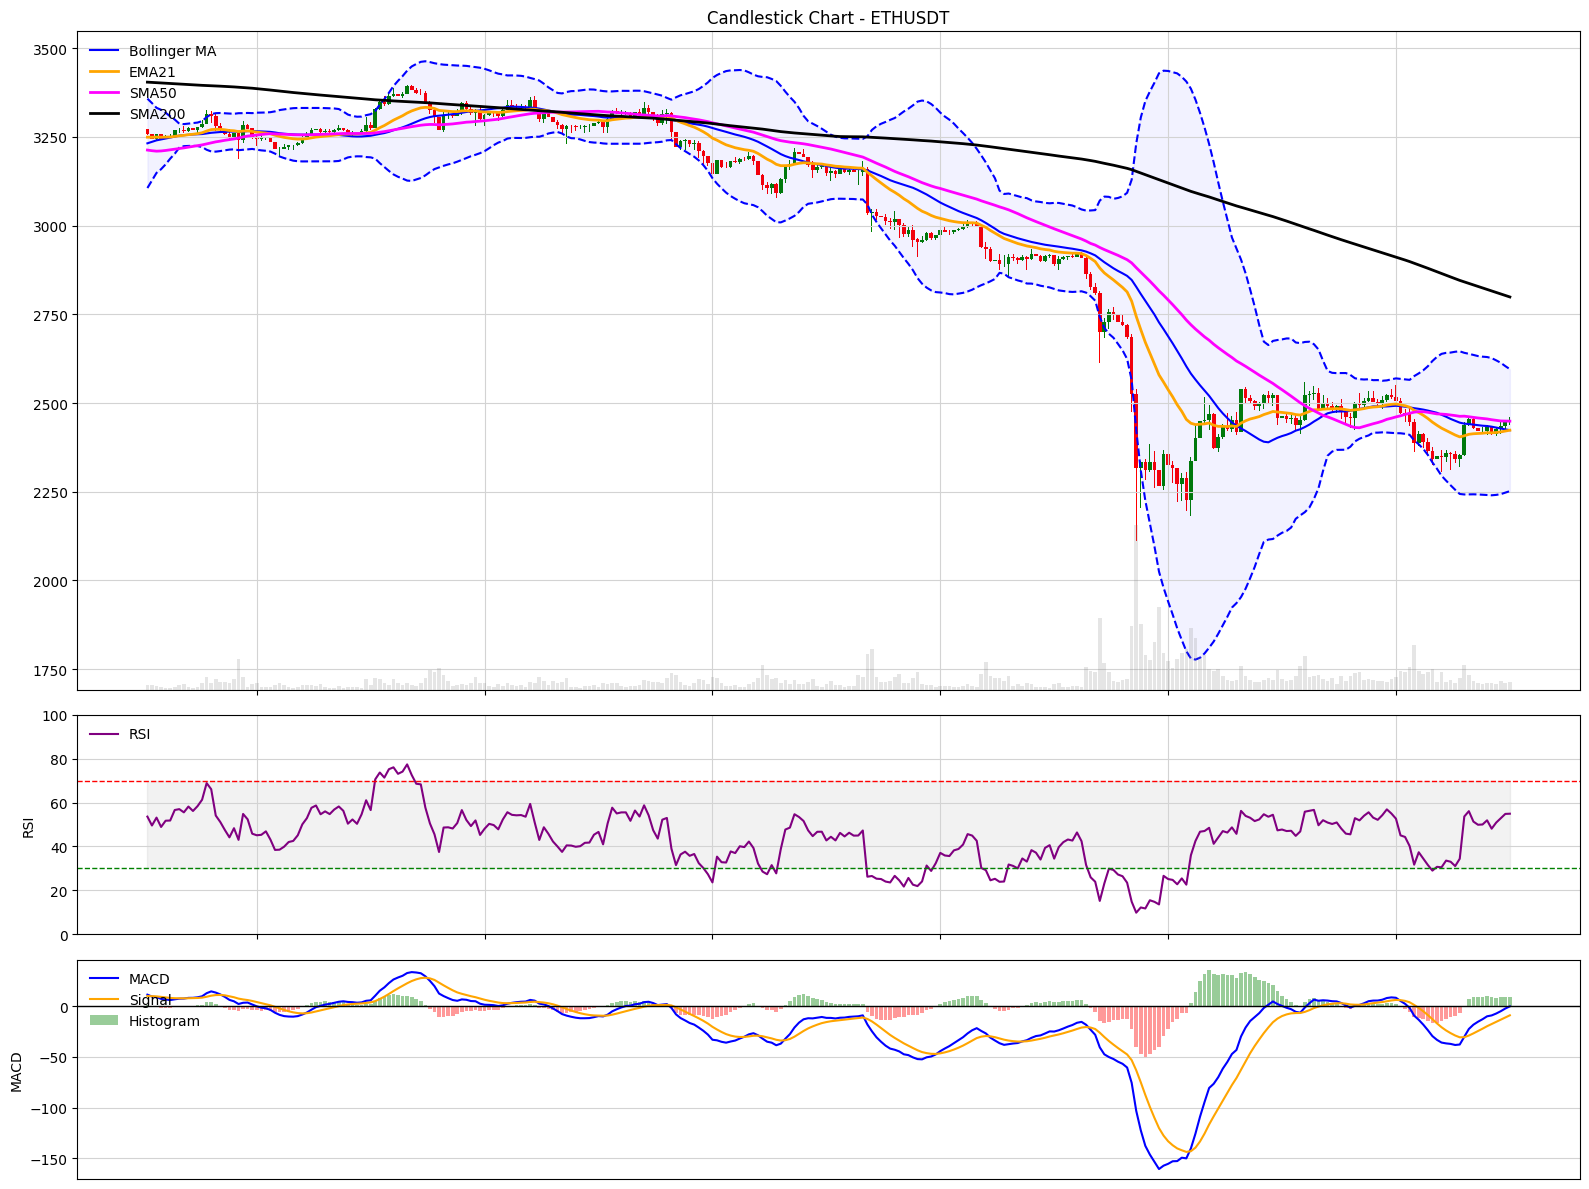 Candlestick Chart - ETHUSDT
Bollinger MA
EMA21
SMA50
SMA200
3500
3250
3000
2750
2500
2250
2000
1750
RSI
RSI
100
80
60
40
20
0
MACD
Signal
Histogram
MACD
0
−50
−100
−150